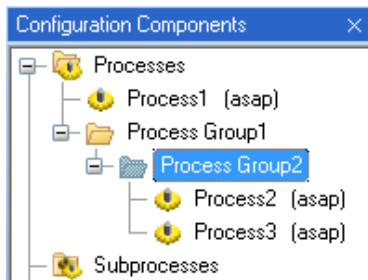 Configuration Components
Processes
Process1 (asap)
Process Group1
Process Group2
Process2 (asap)
Process3 (asap)
Subprocesses